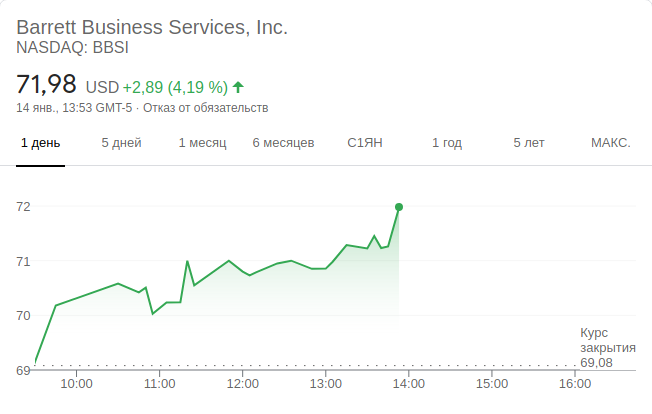 Barrett Business Services, Inc.
NASDAQ: BBSI
71,98 USD +2,89 (4,19 %)
14 янв., 13:53 GMT-5 · Отказ от обязательств
1 день 5 дней 1 месяц 6 месяцев С1ЯН 1 год 5 лет МАКС.
72
71
70
69
Курс
закрытия
69,08
10:00 11:00 12:00 13:00 14:00 15:00 16:00